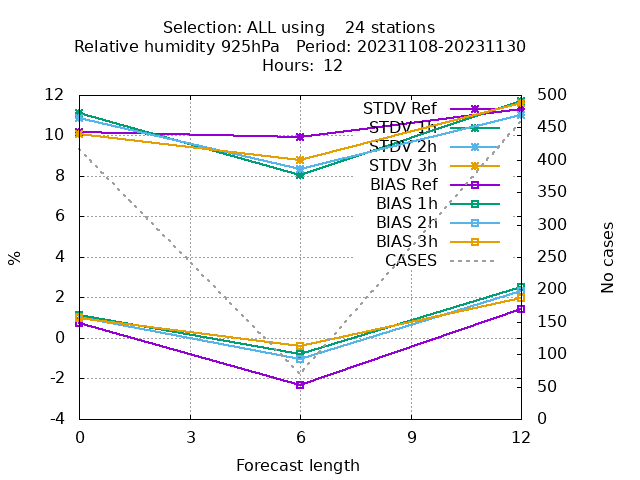 Selection: ALL using    24 stations
Relative humidity 925hPa   Period: 20231108-20231130
Hours: 12
12
10
8
6
4
2
0
-2
-4
%
500
450
400
350
300
250
200
150
100
50
0
No cases
STDV Ref
STDV 1h
STDV 2h
STDV 3h
BIAS Ref
BIAS 1h
BIAS 2h
BIAS 3h
CASES
0 3 6 9 12
Forecast length